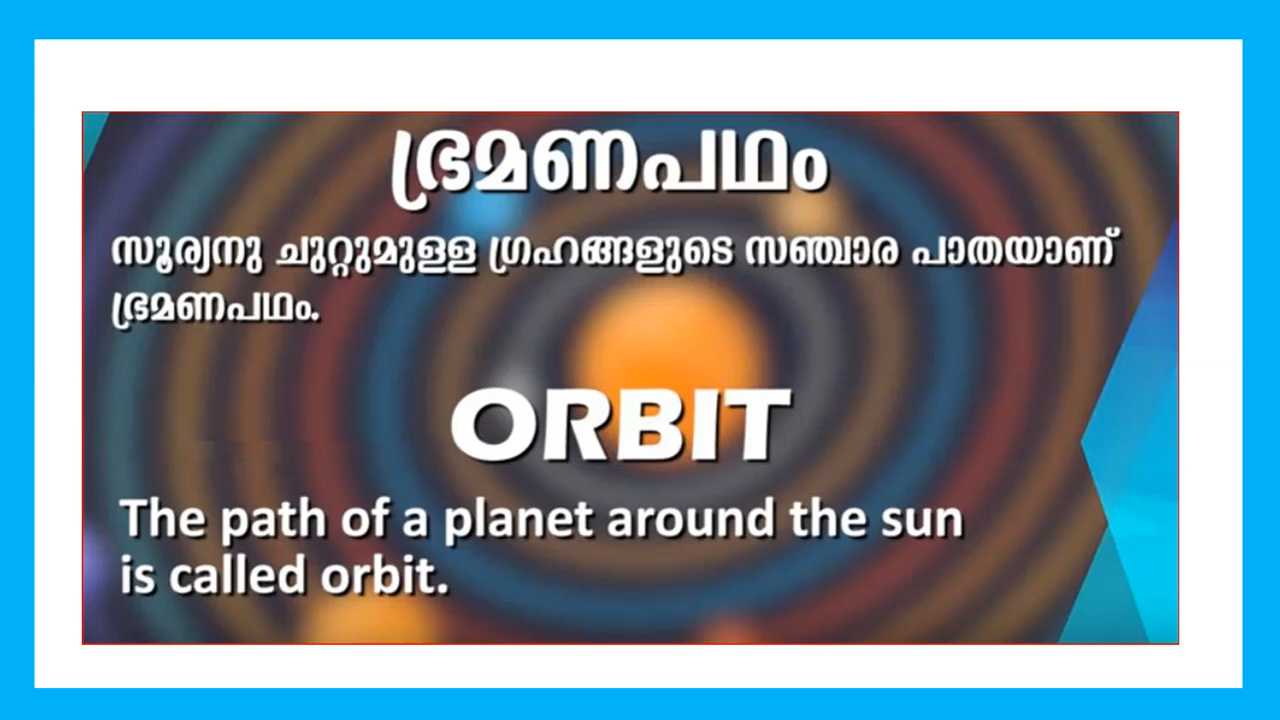 ഭ്രമണപഥം
സൂര്യനു ചുറ്റുമുള്ള ഗ്രഹങ്ങളുടെ സഞ്ചാര പാതയാണ്
ഭ്രമണപഥം.
ORBIT
The path of a planet around the sun
is called orbit.